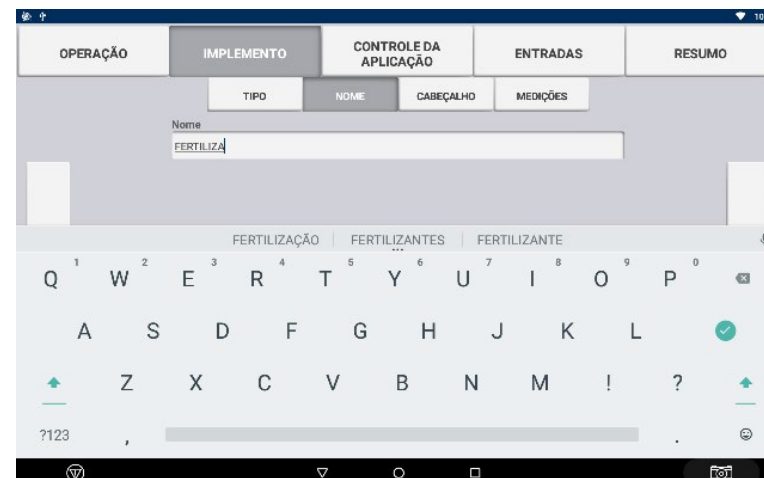 10
OPERAÇÃO IMPLEMENTO CONTROLE DA APLICAÇÃO ENTRADAS RESUMO
TIPO NOME CABEÇALHO MEDIÇÕES
Nome
FERTILIZA
FERTILIZAÇÃO FERTILIZANTES FERTILIZANTE
Q 1 W 2 E 3 R 4 T 5 Y 6 U 7 I 8 O 9 P 0
A S D F G H J K L
Z X C V B N M ! ?
?123 , .